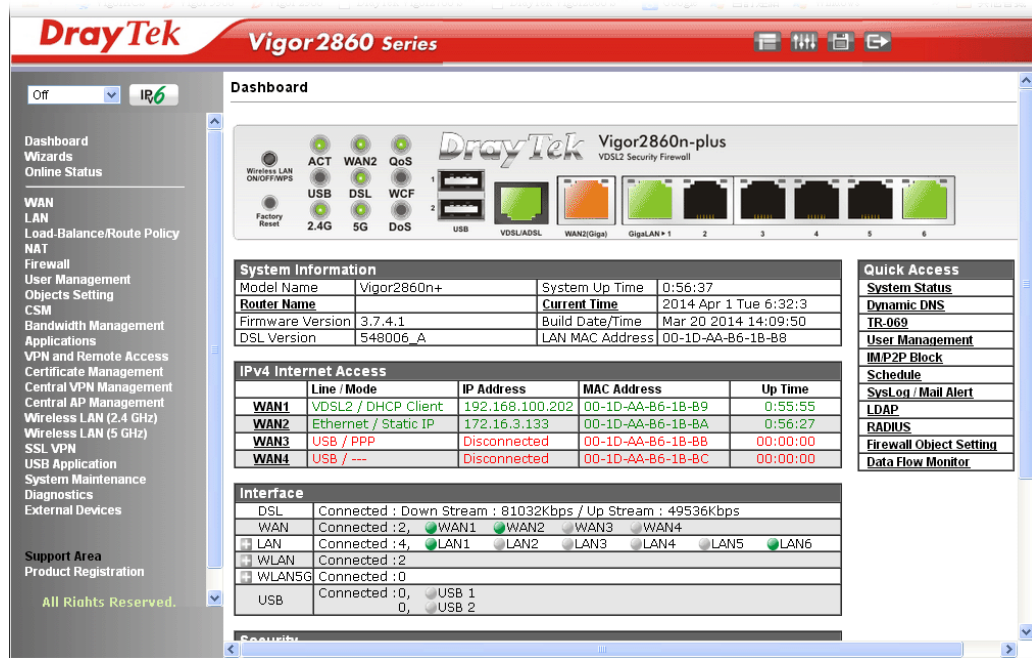 DrayTek
Vigor2860 Series
Off
IPv6
Dashboard
Wizards
Online Status
WAN
LAN
Load-Balance/Route Policy
NAT
Firewall
User Management
Objects Setting
CSM
Bandwidth Management
Applications
VPN and Remote Access
Certificate Management
Central VPN Management
Central AP Management
Wireless LAN (2.4 GHz)
Wireless LAN (5 GHz)
SSL VPN
USB Application
System Maintenance
Diagnostics
External Devices
Support Area
Product Registration
All Rights Reserved.
Dashboard
Wireless LAN
ON/OFF/WPS
Factory
Reset
ACT WAN2 QoS
USB DSL WCF
2.4G 5G DoS
1
2
USB
DrayTek
Vigor2860n-plus
VDSL2 Security Firewall
VDSL/ADSL WAN2(Giga) GigaLAN 1 2 3 4 5 6
System Information
Model Name Vigor2860n+ System Up Time 0:56:37
Router Name Current Time 2014 Apr 1 Tue 6:32:3
Firmware Version 3.7.4.1 Build Date/Time Mar 20 2014 14:09:50
DSL Version 548006_A LAN MAC Address 00-1D-AA-B6-1B-B8
IPv4 Internet Access
Line / Mode IP Address MAC Address Up Time
WAN1 VDSL2 / DHCP Client 192.168.100.202 00-1D-AA-B6-1B-B9 0:55:55
WAN2 Ethernet / Static IP 172.16.3.133 00-1D-AA-B6-1B-BA 0:56:27
WAN3 USB / PPP Disconnected 00-1D-AA-B6-1B-BB 00:00:00
WAN4 USB / --- Disconnected 00-1D-AA-B6-1B-BC 00:00:00
Interface
DSL Connected : Down Stream : 81032Kbps / Up Stream : 49536Kbps
WAN Connected :2, WAN1 WAN2 WAN3 WAN4
LAN Connected :4, LAN1 LAN2 LAN3 LAN4 LAN5 LAN6
WLAN Connected :2
WLAN5G Connected :0
USB Connected :0, USB 1
0, USB 2
Security
Quick Access
System Status
Dynamic DNS
TR-069
User Management
IM/P2P Block
Schedule
SysLog / Mail Alert
LDAP
RADIUS
Firewall Object Setting
Data Flow Monitor